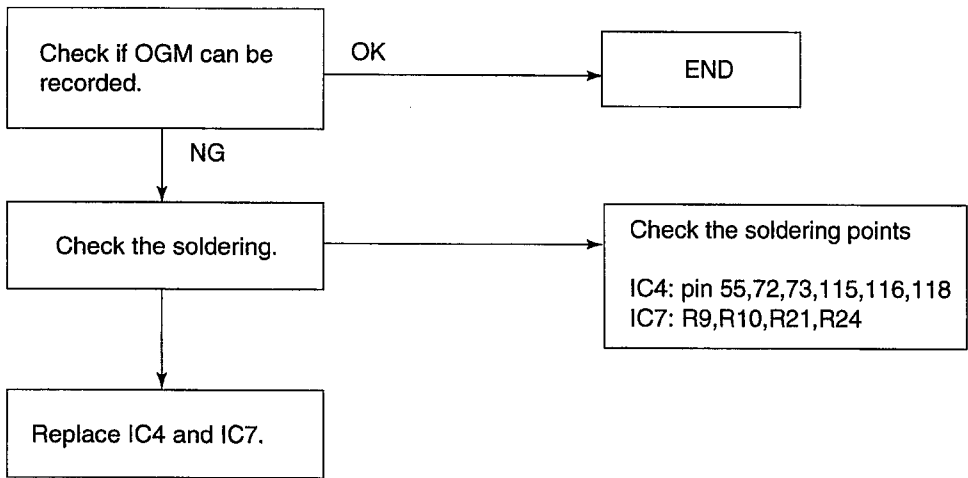 Check if OGM can be
recorded.
OK
END
NG
Check the soldering.
Check the soldering points
IC4: pin 55,72,73,115,116,118
IC7: R9,R10,R21,R24
Replace IC4 and IC7.